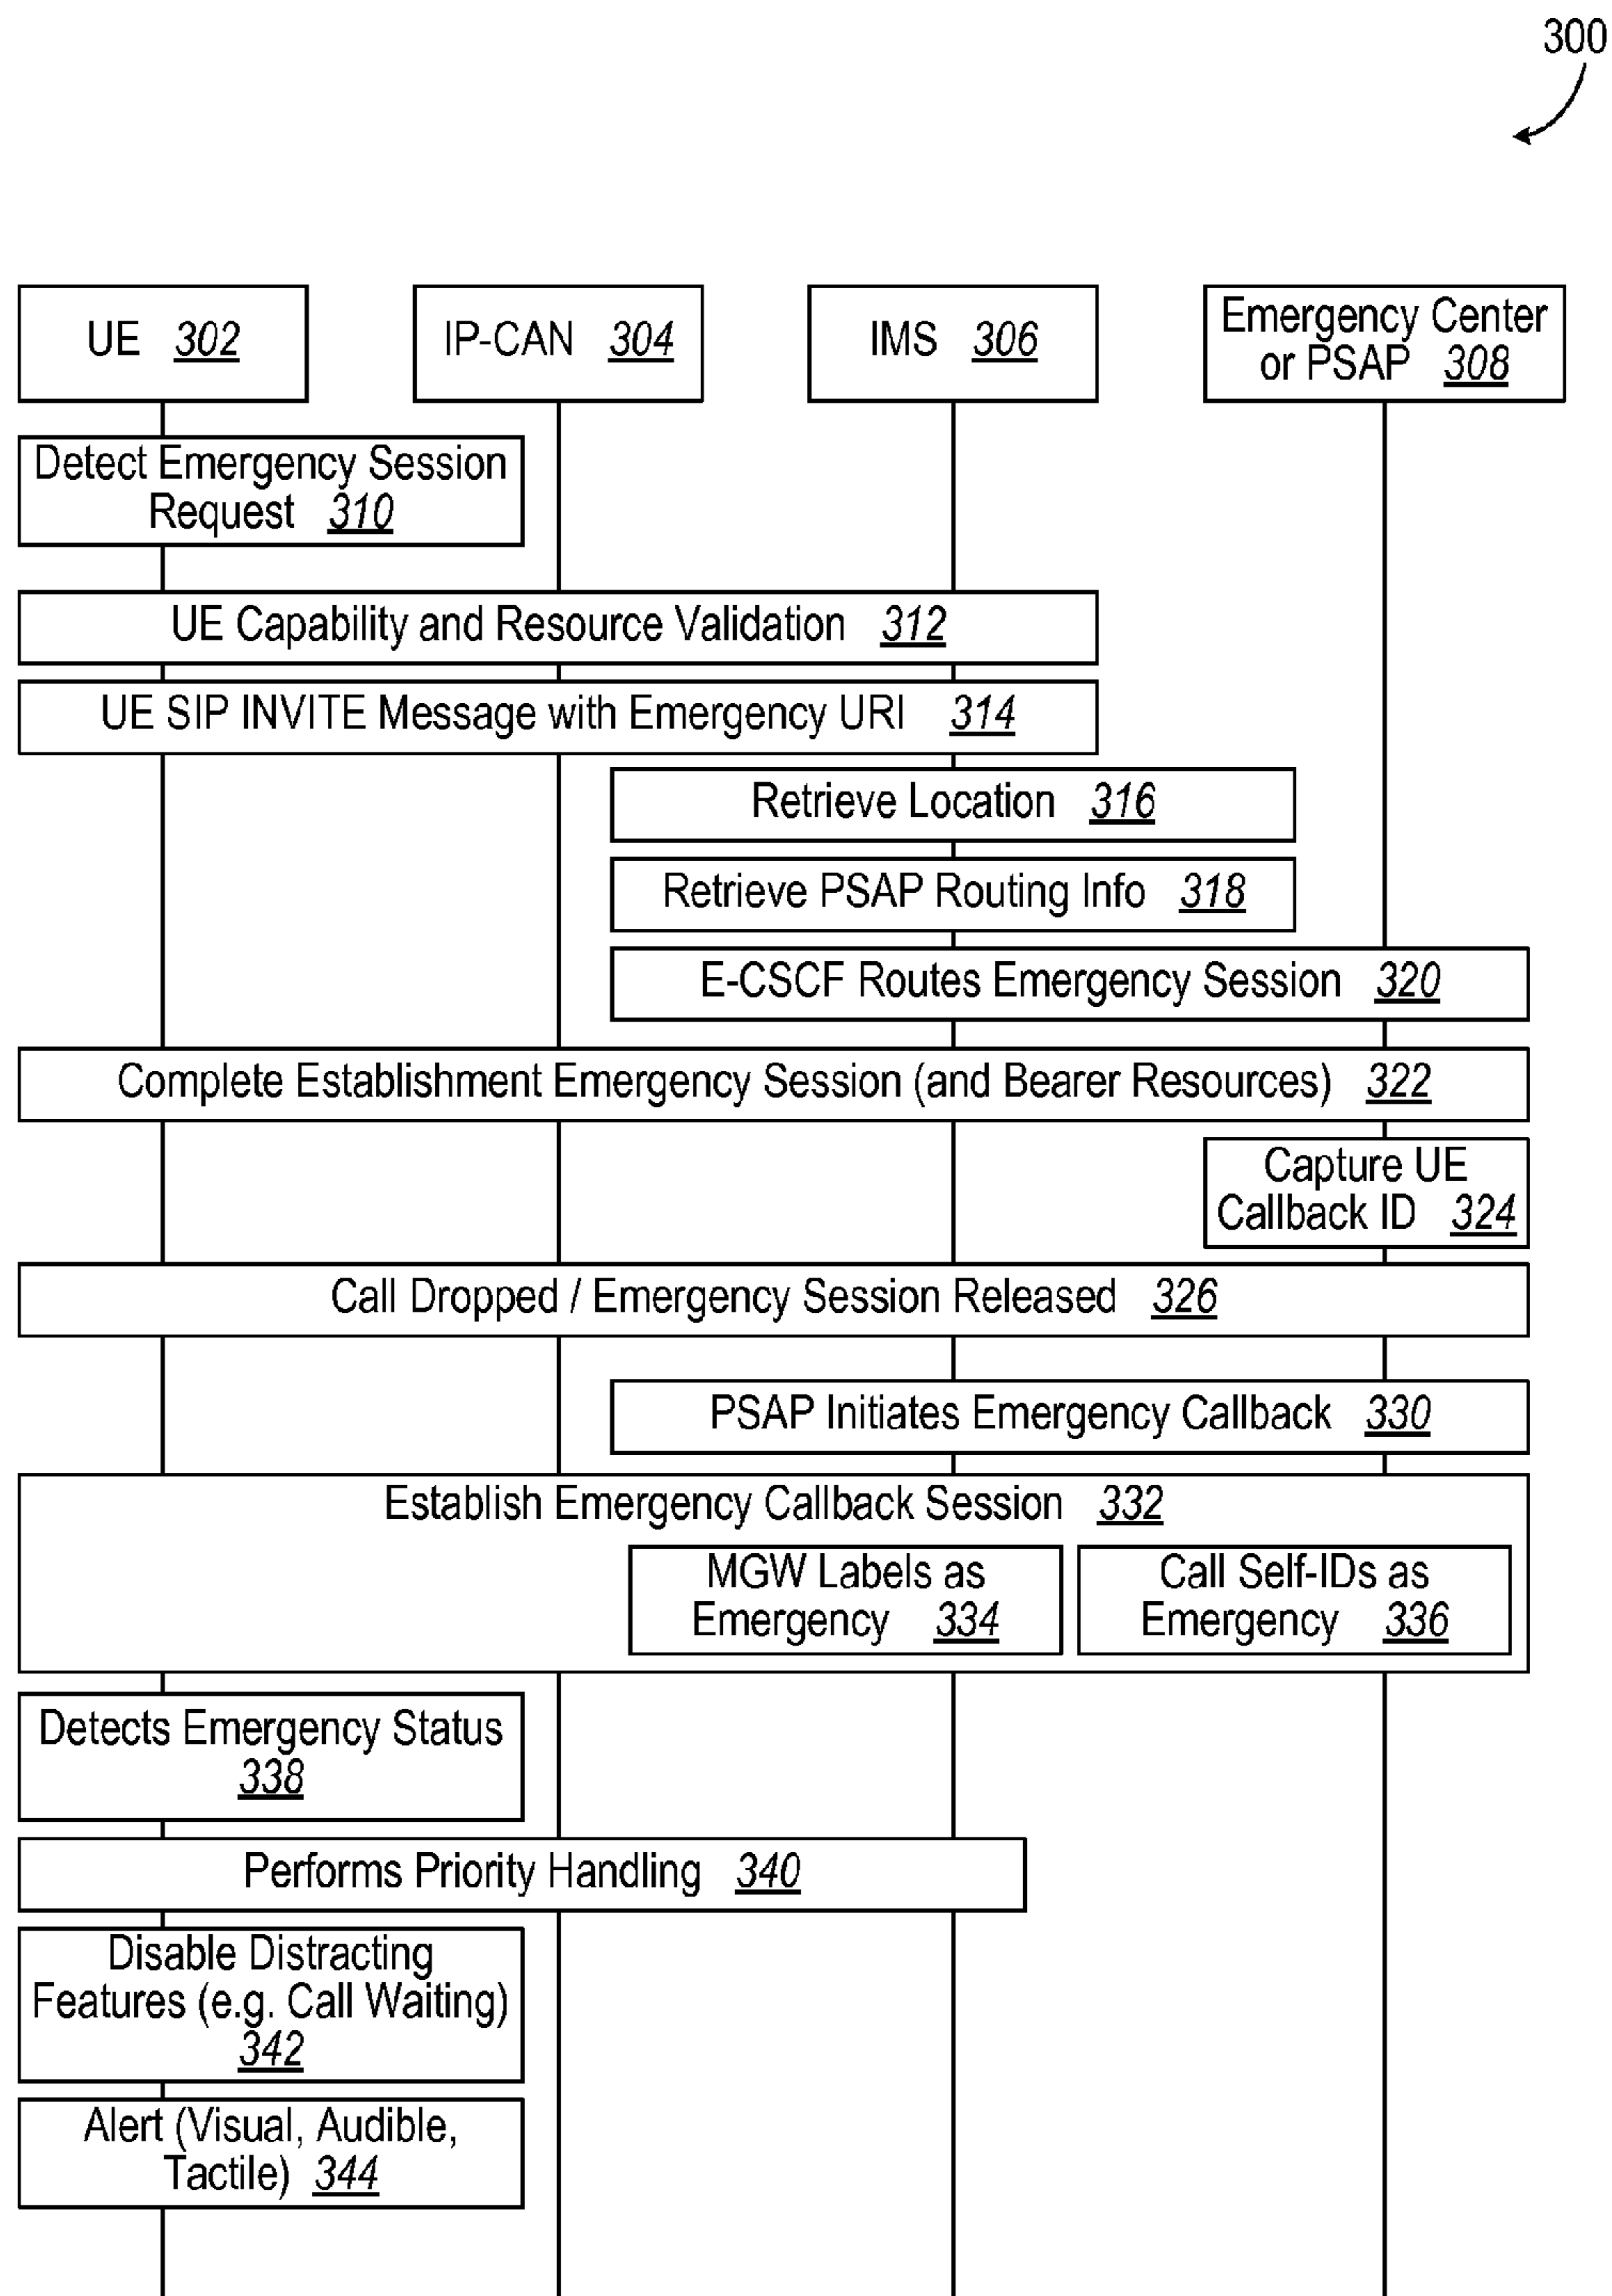 300
UE 302
IP-CAN 304
IMS 306
Emergency Center
or PSAP 308
Detect Emergency Session
Request 310
UE Capability and Resource Validation 312
UE SIP INVITE Message with Emergency URI 314
Retrieve Location 316
Retrieve PSAP Routing Info 318
E-CSCF Routes Emergency Session 320
Complete Establishment Emergency Session (and Bearer Resources) 322
Capture UE
Callback ID 324
Call Dropped / Emergency Session Released 326
PSAP Initiates Emergency Callback 330
Establish Emergency Callback Session 332
MGW Labels as
Emergency 334
Call Self-IDs as
Emergency 336
Detects Emergency Status
338
Performs Priority Handling 340
Disable Distracting
Features (e.g. Call Waiting)
342
Alert (Visual, Audible,
Tactile) 344